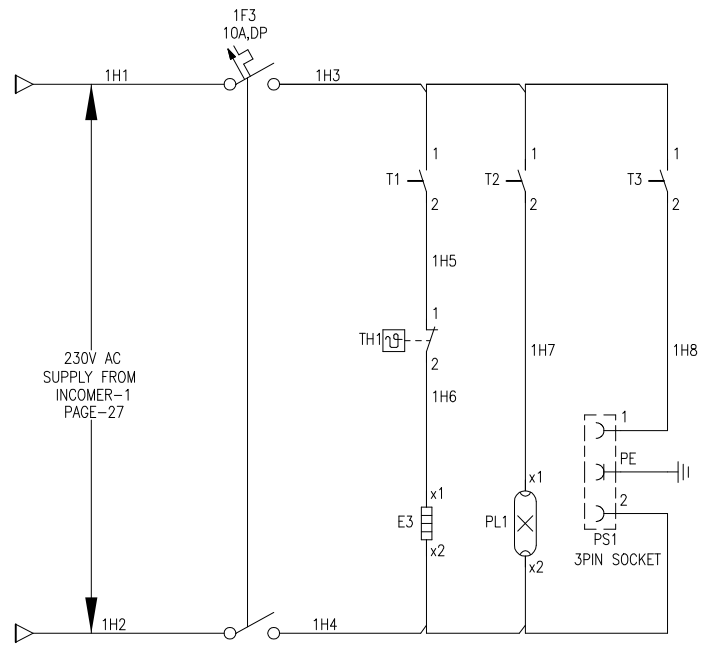 1F3
10A,DP
1H1
1H3
1
1
1
T1
T2
T3
2
2
2
1H5
1
TH1
2
230V AC
SUPPLY FROM
INCOMER-1
PAGE-27
1H7
1H8
1H6
1
PE
x1
x1
2
E3
PL1
x2
PS1
3PIN SOCKET
x2
1H2
1H4